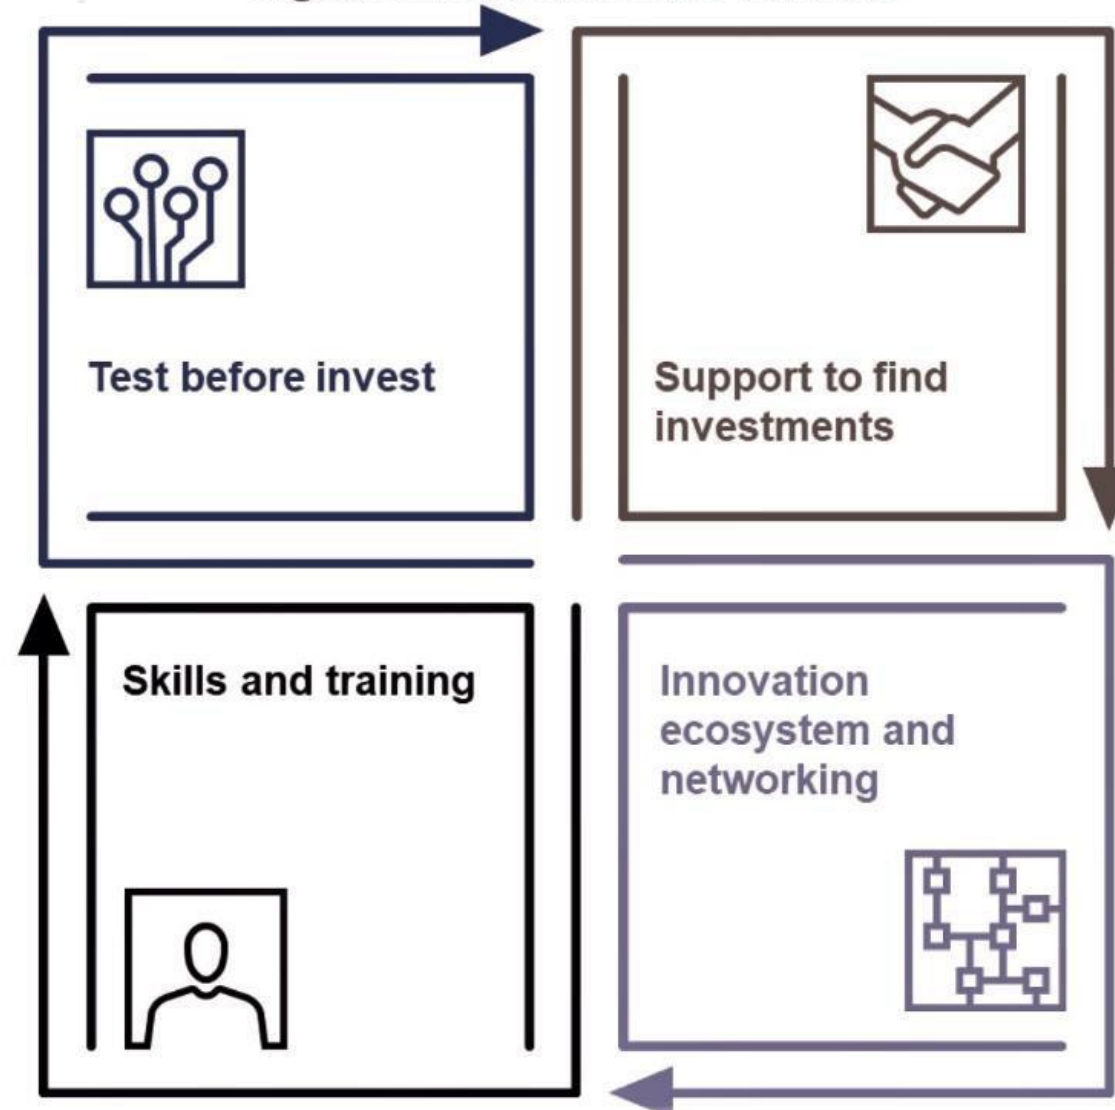 Test before invest
Support to find
investments
Skills and training
Innovation
ecosystem and
networking